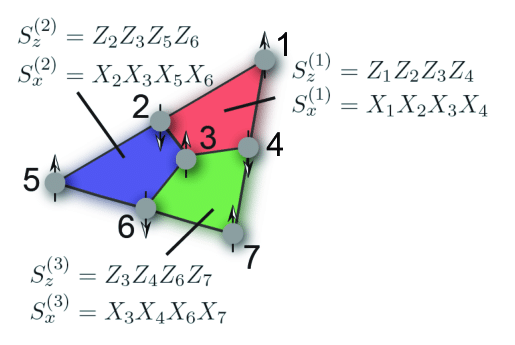 S_z^{(2)} = Z_2Z_3Z_5Z_6
S_x^{(2)} = X_2X_3X_5X_6
1
S_z^{(1)} = Z_1Z_2Z_3Z_4
S_x^{(1)} = X_1X_2X_3X_4
2
3
4
5
6
7
S_z^{(3)} = Z_3Z_4Z_6Z_7
S_x^{(3)} = X_3X_4X_6X_7